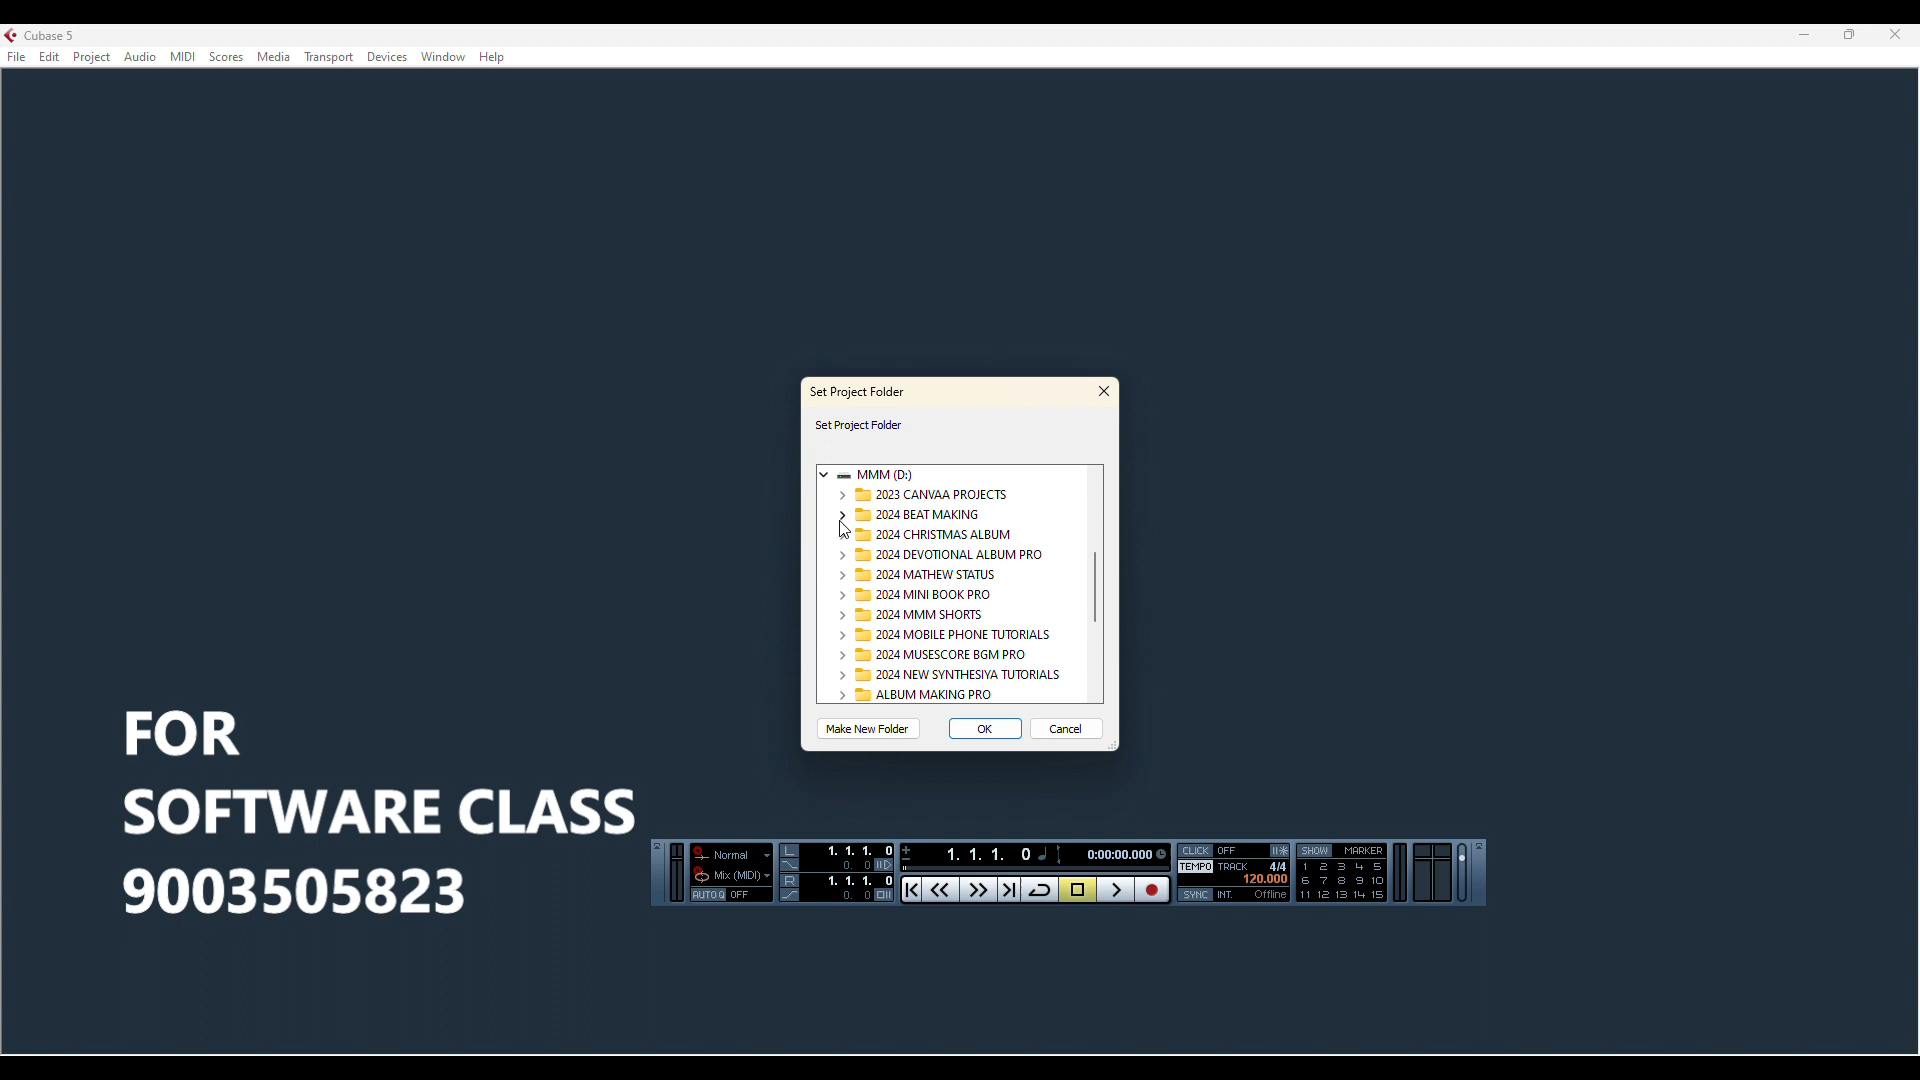 Cubase 5
File Edit Project Audio MIDI Scores Media Transport Devices Window Help
Set Project Folder
Set Project Folder
MMM (D:)
2023 CANVAA PROJECTS
2024 BEAT MAKING
2024 CHRISTMAS ALBUM
2024 DEVOTIONAL ALBUM PRO
2024 MATHEW STATUS
2024 MINI BOOK PRO
2024 MMM SHORTS
2024 MOBILE PHONE TUTORIALS
2024 MUSESCORE BGM PRO
2024 NEW SYNTHESIYA TUTORIALS
ALBUM MAKING PRO
Make New Folder OK Cancel
FOR
SOFTWARE CLASS
9003505823
Normal L 1. 1. 1. 0 1. 1. 1. 0 0:00:00.000 CLICK OFF SHOW MARKER
0. 0 TEMPO TRACK 4/4 1 2 3 4 5
Mix (MIDI) R 1. 1. 1. 0 120.000 6 7 8 9 10
AUTO Q OFF 0. 0 SYNC INT. Offline 11 12 13 14 15